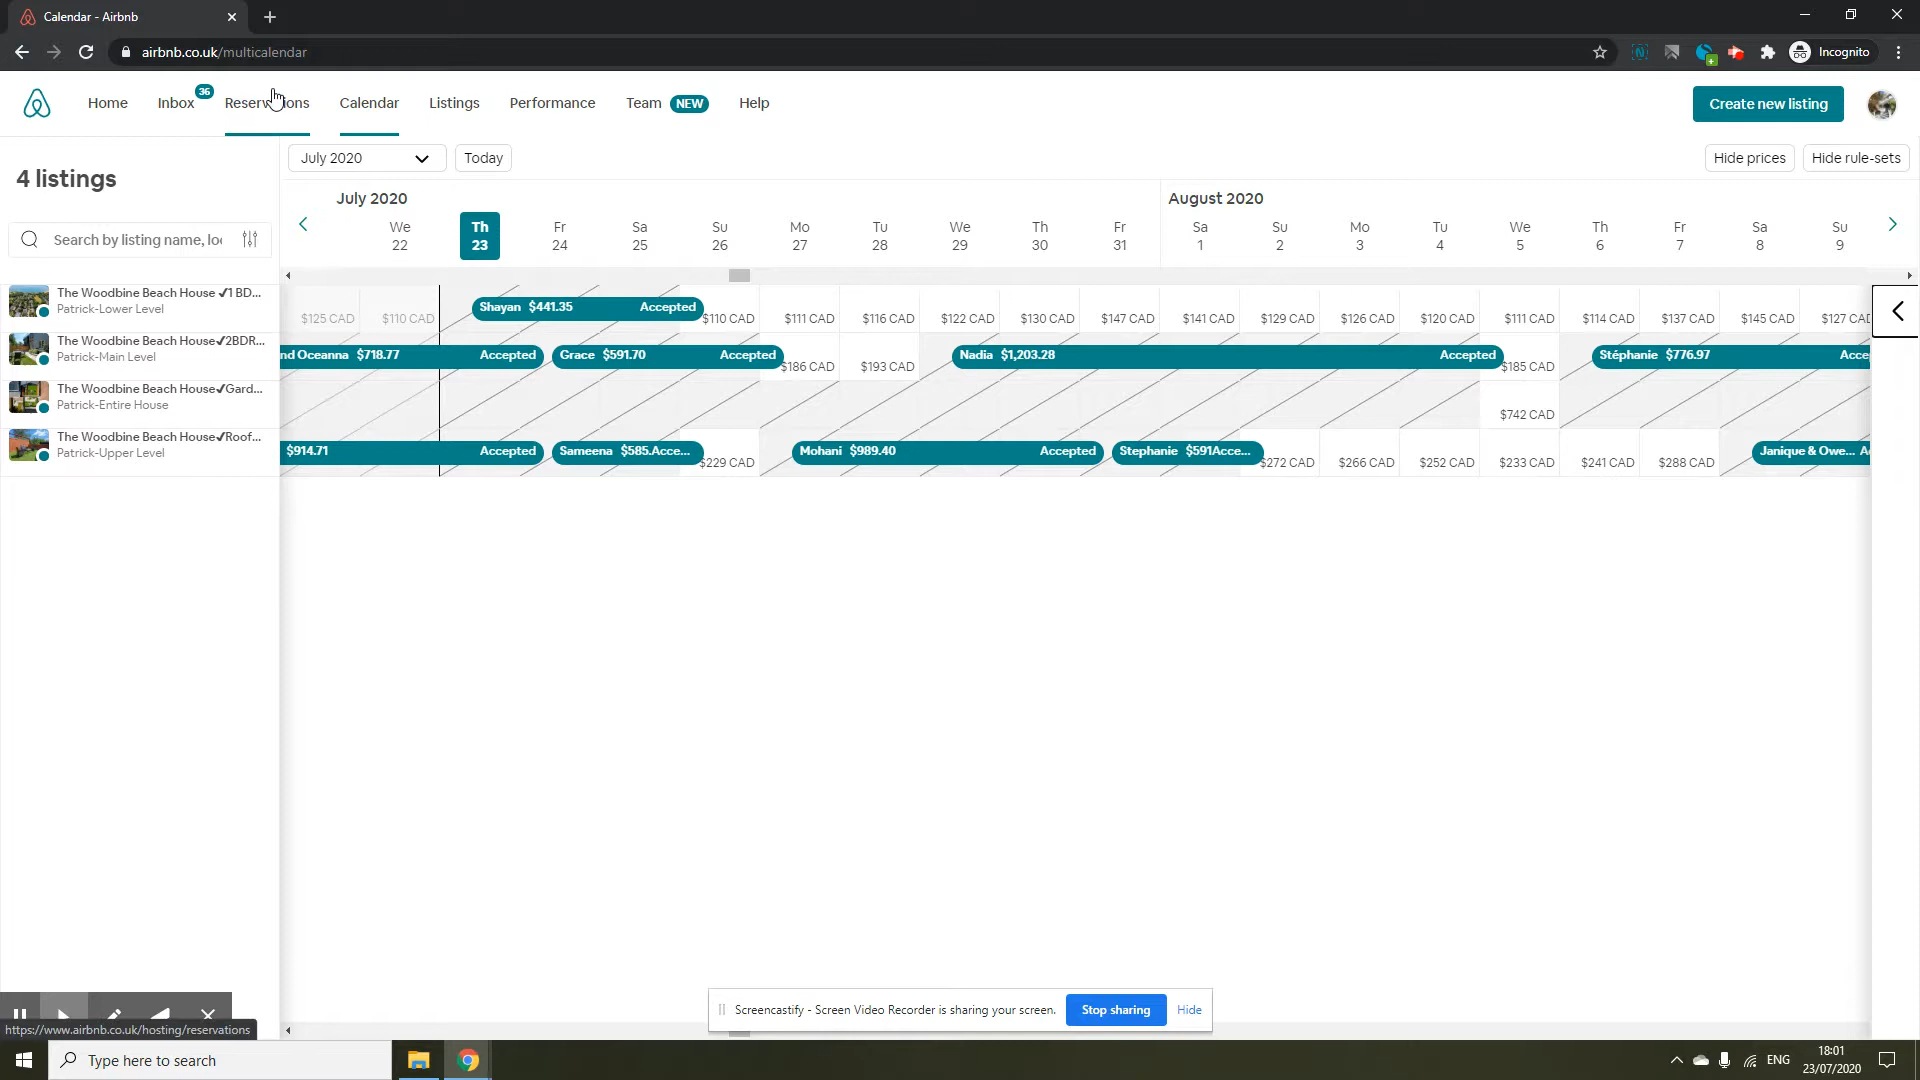 Calendar - Airbnb
airbnb.co.uk/multicalendar
Incognito
Home
Inbox
36
Reservations
Calendar
Listings
Performance
Team NEW
Help
Create new listing
4 listings
July 2020
Today
Hide prices
Hide rule-sets
July 2020
August 2020
We Th Fr Sa Su Mo Tu We Th Fr Sa Su Mo Tu We Th Fr Sa Su
22 23 24 25 26 27 28 29 30 31 1 2 3 4 5 6 7 8 9
Search by listing name, loc
The Woodbine Beach House ✔1 BD...
Patrick-Lower Level
$125 CAD $110 CAD
Shayan $441.35 Accepted
$110 CAD $111 CAD $116 CAD $122 CAD $130 CAD $147 CAD $141 CAD $129 CAD $126 CAD $120 CAD $111 CAD $114 CAD $137 CAD $145 CAD $127 CA
The Woodbine Beach House✔2BDR...
Patrick-Main Level
nd Oceanna $718.77 Accepted
Grace $591.70 Accepted
$186 CAD $193 CAD
Nadia $1,203.28 Accepted
$185 CAD
Stéphanie $776.97 Acce
The Woodbine Beach House✔Gard...
Patrick-Entire House
$742 CAD
The Woodbine Beach House✔Roof...
Patrick-Upper Level
$914.71 Accepted
Sameena $585.Acce...
$229 CAD
Mohani $989.40 Accepted
Stephanie $591Acce...
$272 CAD $266 CAD $252 CAD $233 CAD $241 CAD $288 CAD
Janique & Owe... A
Screencastify - Screen Video Recorder is sharing your screen.
Stop sharing
Hide
https://www.airbnb.co.uk/hosting/reservations
Type here to search
ENG
18:01
23/07/2020